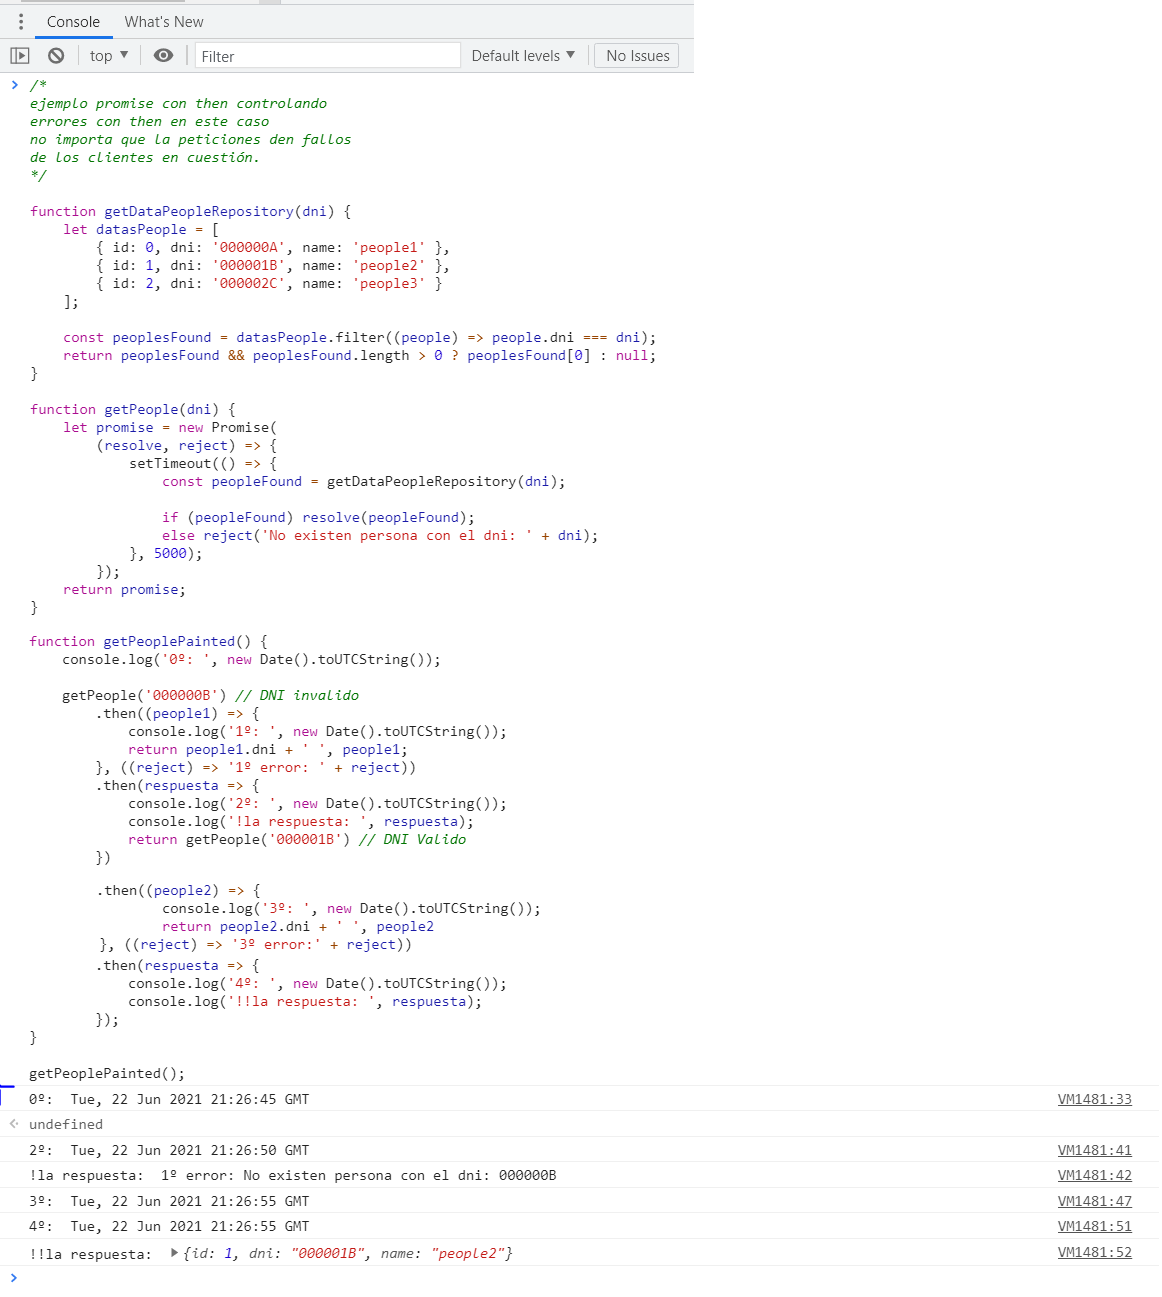 Console What's New
top ▼ Filter Default levels ▼ No Issues
> /*
ejemplo promise con then controlando
errores con then en este caso
no importa que la peticiones den fallos
de los clientes en cuestión.
*/
function getDataPeopleRepository(dni) {
let datasPeople = [
{ id: 0, dni: '000000A', name: 'people1' },
{ id: 1, dni: '000001B', name: 'people2' },
{ id: 2, dni: '000002C', name: 'people3' }
];
const peoplesFound = datasPeople.filter((people) => people.dni === dni);
return peoplesFound && peoplesFound.length > 0 ? peoplesFound[0] : null;
}
function getPeople(dni) {
let promise = new Promise(
(resolve, reject) => {
setTimeout(() => {
const peopleFound = getDataPeopleRepository(dni);
if (peopleFound) resolve(peopleFound);
else reject('No existen persona con el dni: ' + dni);
}, 5000);
});
return promise;
}
function getPeoplePainted() {
console.log('0º: ', new Date().toUTCString());
getPeople('000000B') // DNI invalido
.then((people1) => {
console.log('1º: ', new Date().toUTCString());
return people1.dni + ' ', people1;
}, ((reject) => '1º error: ' + reject))
.then(respuesta => {
console.log('2º: ', new Date().toUTCString());
console.log('!la respuesta: ', respuesta);
return getPeople('000001B') // DNI Valido
})
.then((people2) => {
console.log('3º: ', new Date().toUTCString());
return people2.dni + ' ', people2
}, ((reject) => '3º error:' + reject))
.then(respuesta => {
console.log('4º: ', new Date().toUTCString());
console.log('!!la respuesta: ', respuesta);
});
}
getPeoplePainted();
0º: Tue, 22 Jun 2021 21:26:45 GMT VM1481:33
undefined
2º: Tue, 22 Jun 2021 21:26:50 GMT VM1481:41
!la respuesta: 1º error: No existen persona con el dni: 000000B VM1481:42
3º: Tue, 22 Jun 2021 21:26:55 GMT VM1481:47
4º: Tue, 22 Jun 2021 21:26:55 GMT VM1481:51
!!la respuesta: ▶ {id: 1, dni: "000001B", name: "people2"} VM1481:52
>